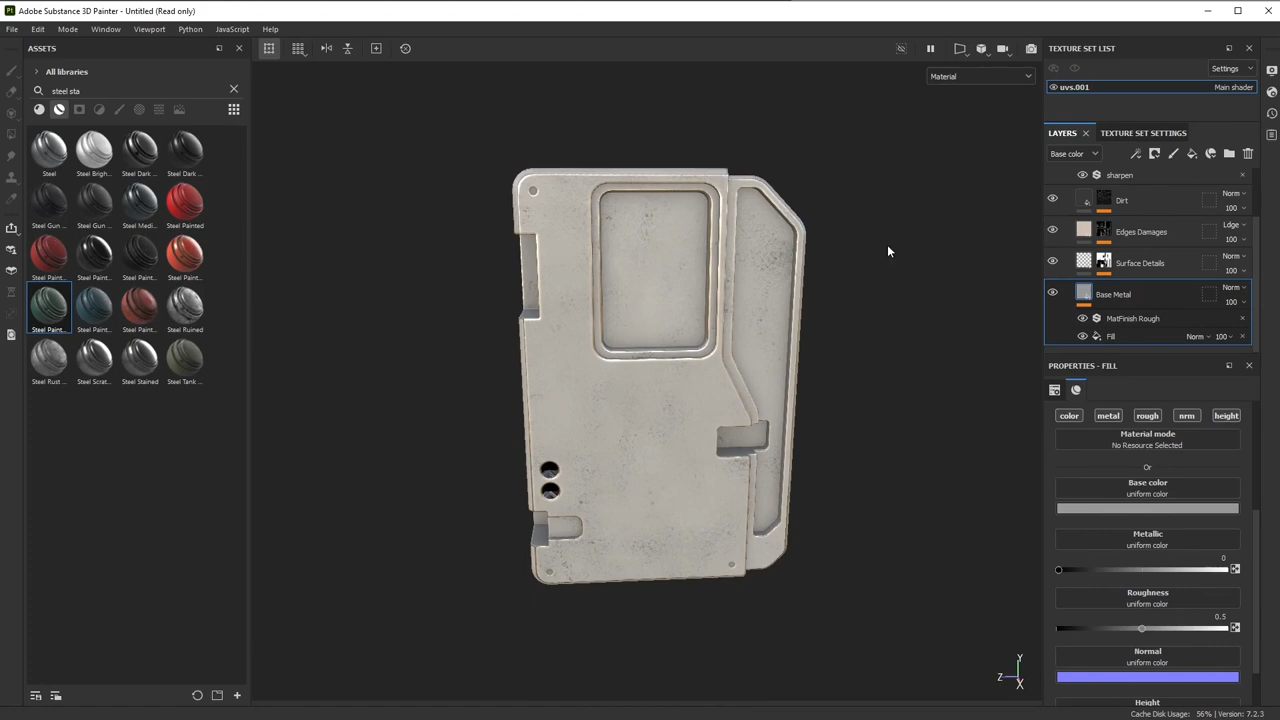 Pt Adobe Substance 3D Painter - Untitled (Read only)
File Edit Mode Window Viewport Python JavaScript Help
ASSETS
All libraries
steel sta
Steel
Steel Brigh...
Steel Dark ...
Steel Dark ...
Steel Gun ...
Steel Gun ...
Steel Medi...
Steel Painted
Steel Paint...
Steel Paint...
Steel Paint...
Steel Paint...
Steel Paint...
Steel Paint...
Steel Paint...
Steel Ruined
Steel Rust ...
Steel Scrat...
Steel Stained
Steel Tank ...
Material
Z
Y
X
TEXTURE SET LIST
Settings
uvs.001 Main shader
LAYERS TEXTURE SET SETTINGS
Base color
sharpen
Dirt Norm 100
Edges Damages Ldge 100
Surface Details Norm 100
Base Metal Norm 100
MatFinish Rough
Fill Norm 100
PROPERTIES - FILL
color metal rough nrm height
Material mode
No Resource Selected
Or
Base color
uniform color
Metallic
uniform color
0
Roughness
uniform color
0.5
Normal
uniform color
Height
Cache Disk Usage: 56% | Version: 7.2.3